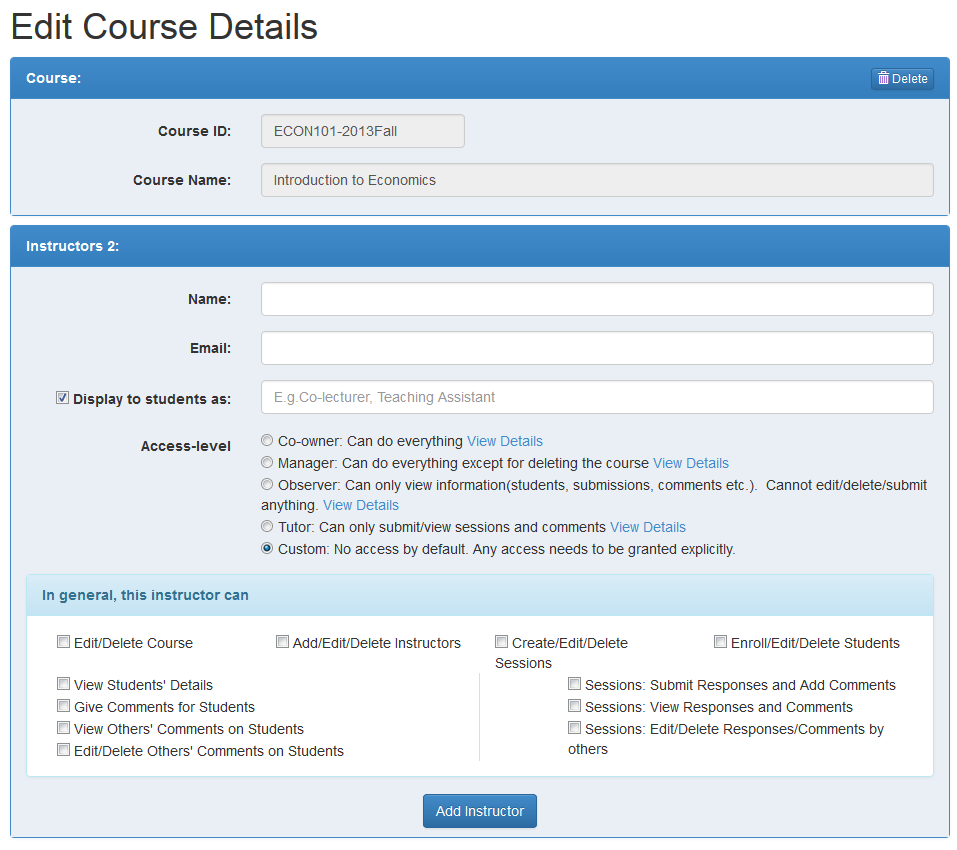 Edit Course Details
Course:
Delete
Course ID:
ECON101-2013Fall
Course Name:
Introduction to Economics
Instructors 2:
Name:
Email:
Display to students as:
E.g.Co-lecturer, Teaching Assistant
Access-level
Co-owner: Can do everything View Details
Manager: Can do everything except for deleting the course View Details
Observer: Can only view information(students, submissions, comments etc.).  Cannot edit/delete/submit
anything. View Details
Tutor: Can only submit/view sessions and comments View Details
Custom: No access by default. Any access needs to be granted explicitly.
In general, this instructor can
Edit/Delete Course
Add/Edit/Delete Instructors
Create/Edit/Delete
Sessions
Enroll/Edit/Delete Students
View Students' Details
Give Comments for Students
View Others' Comments on Students
Edit/Delete Others' Comments on Students
Sessions: Submit Responses and Add Comments
Sessions: View Responses and Comments
Sessions: Edit/Delete Responses/Comments by
others
Add Instructor